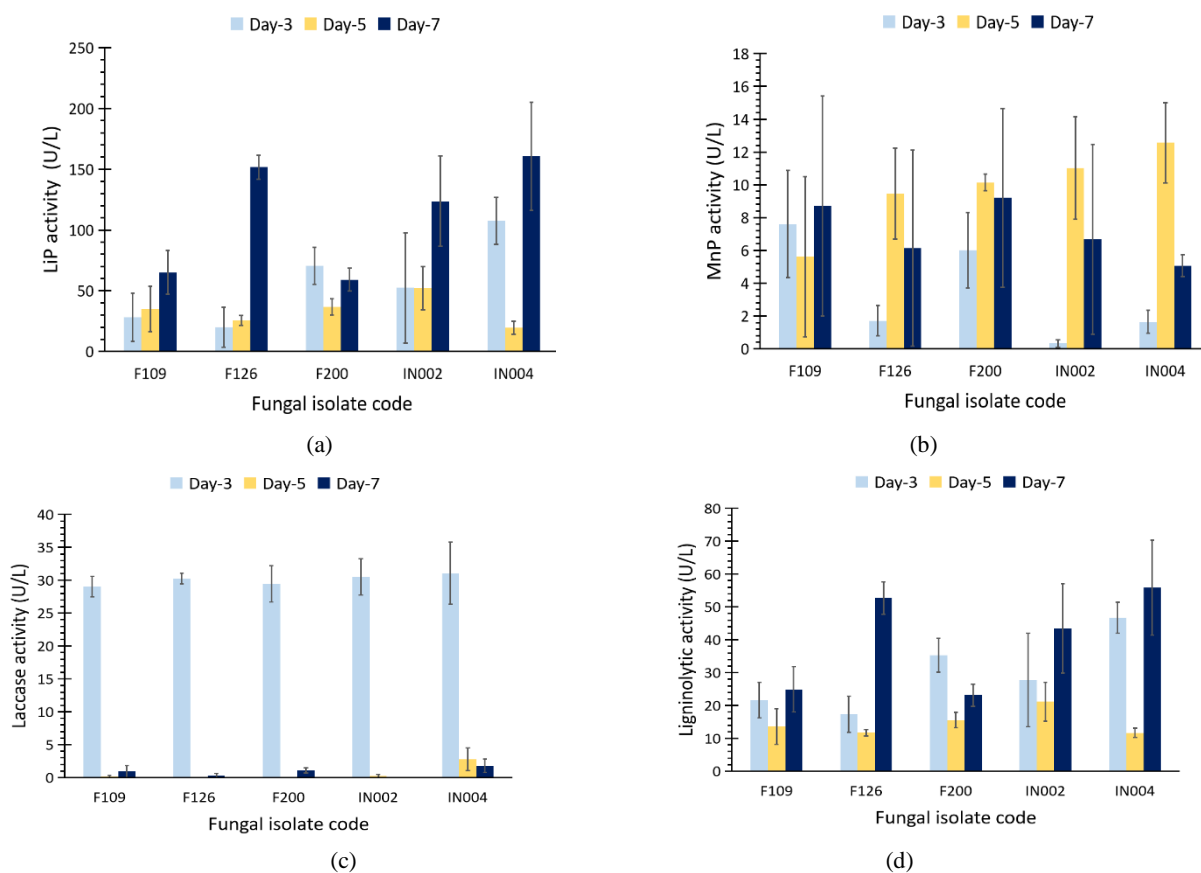 Day-3 Day-5 Day-7
250
200
150
100
50
0
LiP activity (U/L)
F109 F126 F200 IN002 IN004
Fungal isolate code
(a)
Day-3 Day-5 Day-7
18
16
14
12
10
8
6
4
2
0
MnP activity (U/L)
F109 F126 F200 IN002 IN004
Fungal isolate code
(b)
Day-3 Day-5 Day-7
40
35
30
25
20
15
10
5
0
Laccase activity (U/L)
F109 F126 F200 IN002 IN004
Fungal isolate code
(c)
Day-3 Day-5 Day-7
80
70
60
50
40
30
20
10
0
Ligninolytic activity (U/L)
F109 F126 F200 IN002 IN004
Fungal isolate code
(d)